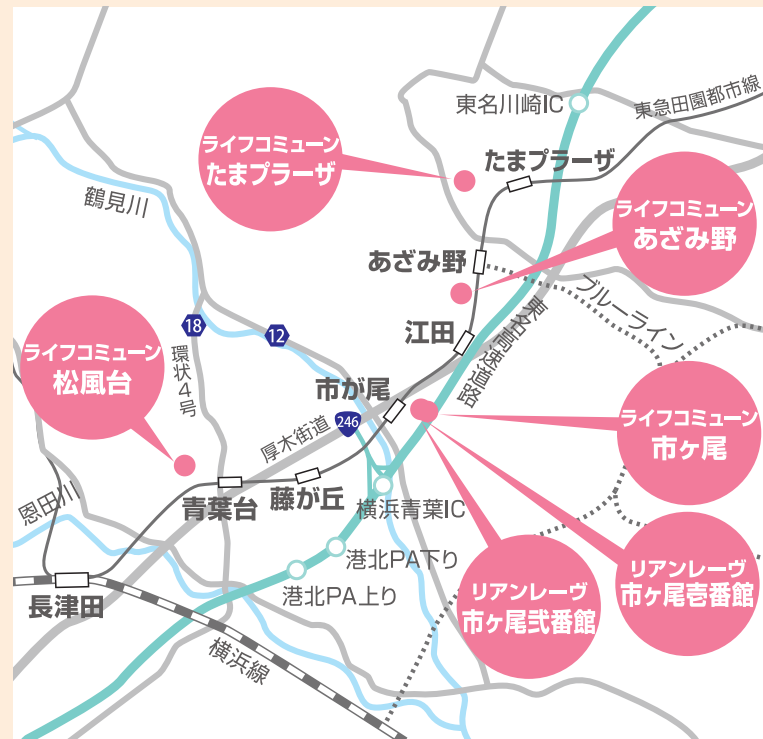 東名川崎IC
東急田園都市線
ライフコミューン
たまプラーザ
たまプラーザ
鶴見川
ライフコミューン
あざみ野
あざみ野
ブルーライン
18
12
江田
東名高速道路
ライフコミューン
松風台
環状4号
市が尾
246
厚木街道
ライフコミューン
市ヶ尾
恩田川
青葉台
藤が丘
横浜青葉IC
港北PA下り
港北PA上り
リアンレーヴ
市ヶ尾弐番館
リアンレーヴ
市ヶ尾壱番館
長津田
横浜線